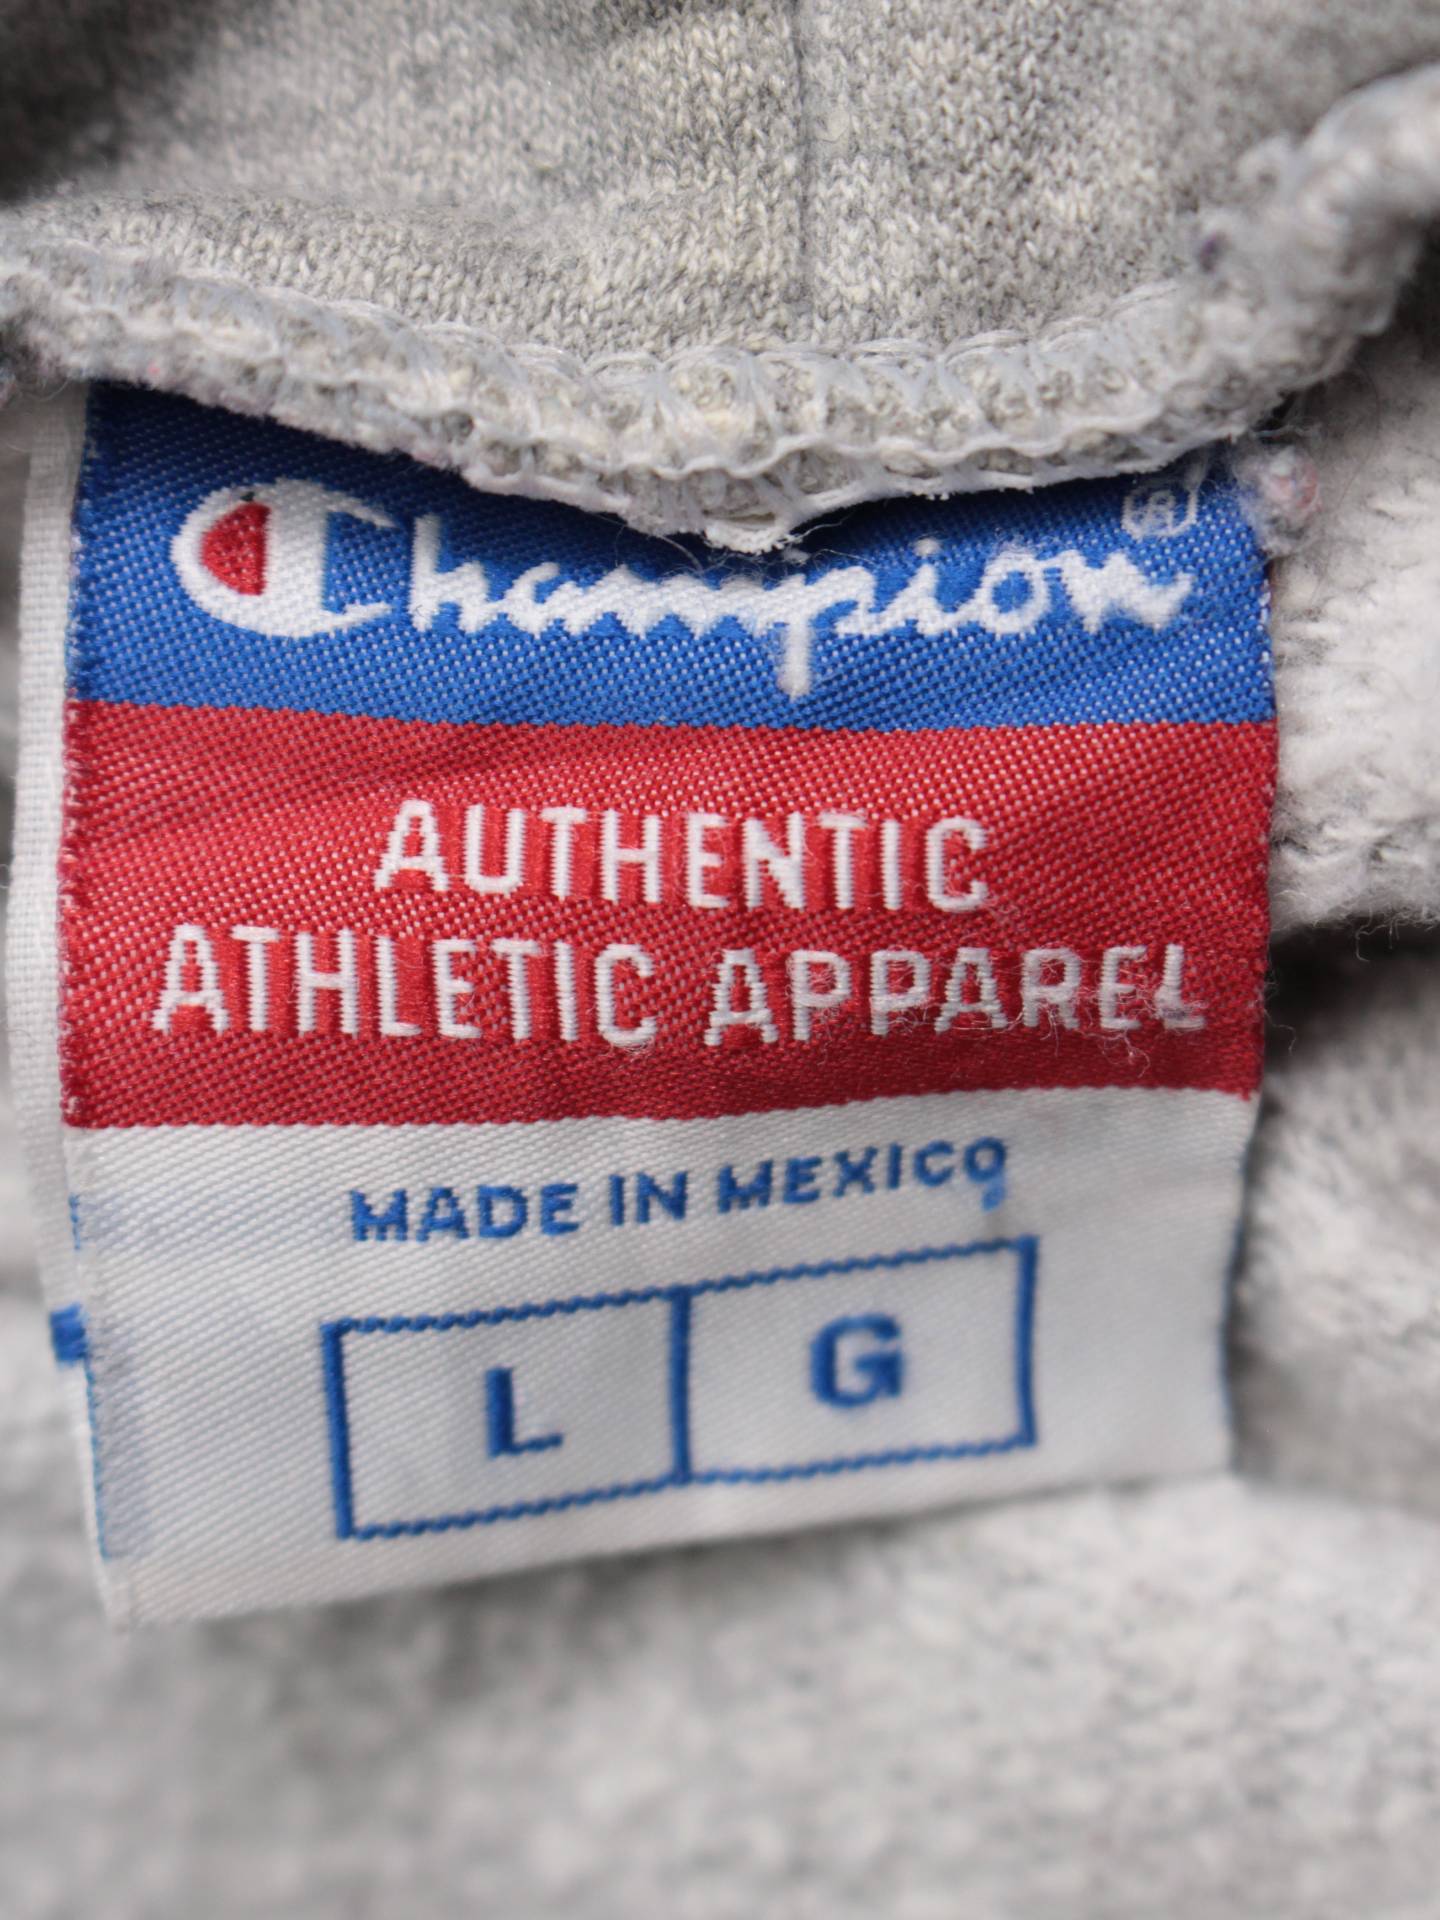 Champion®
AUTHENTIC
ATHLETIC APPAREL
MADE IN MEXICO
L G